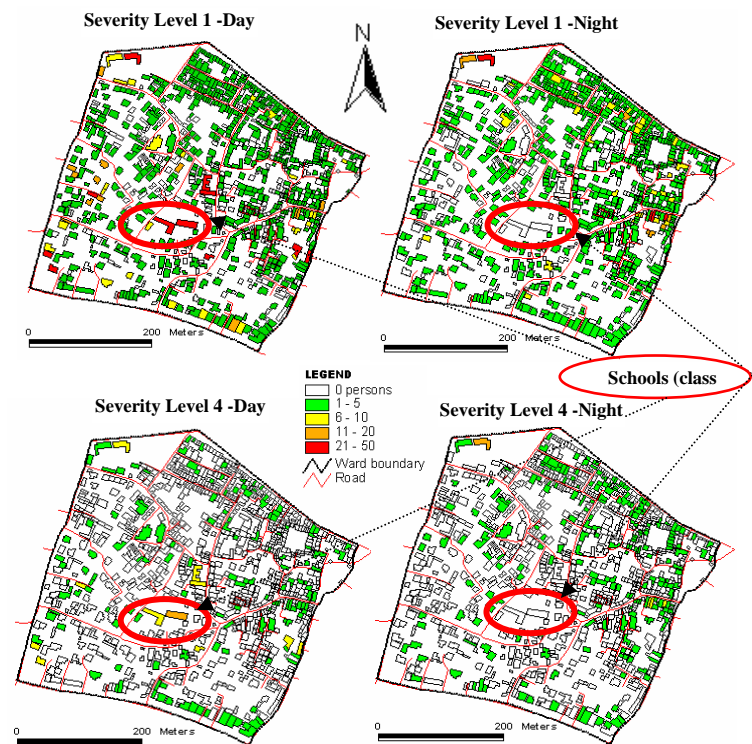 Severity Level 1 -Day
Severity Level 1 -Night
N
0 200 Meters
0 200 Meters
Schools (class
LEGEND
0 persons
1 - 5
6 - 10
11 - 20
21 - 50
Ward boundary
Road
Severity Level 4 -Day
Severity Level 4 -Night
0 200 Meters
0 200 Meters